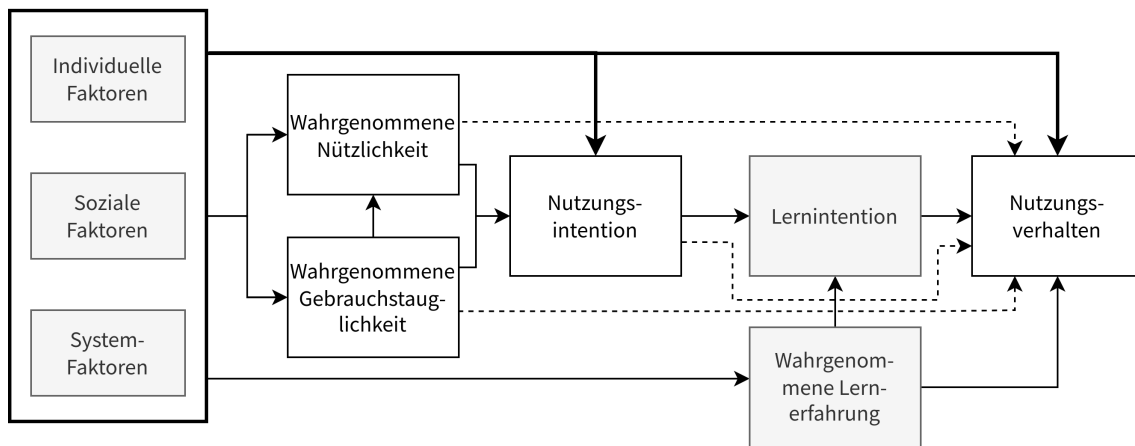 Individuelle
Faktoren
Soziale
Faktoren
System-
Faktoren
Wahrgenommene
Nützlichkeit
Wahrgenommene
Gebrauchstaug-
lichkeit
Nutzungs-
intention
Lernintention
Nutzungs-
verhalten
Wahrgenom-
mene Lern-
erfahrung